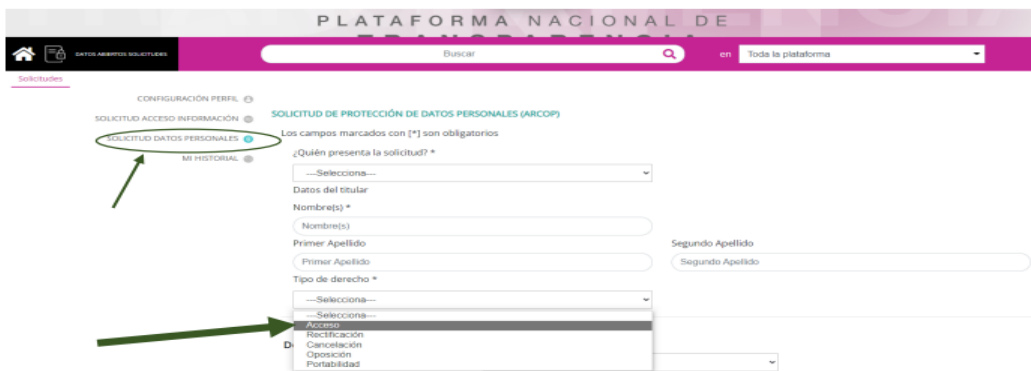 PLATAFORMA NACIONAL DE
TRANSPARENCIA
DATOS ABIERTOS SOLICITUDES
Buscar
en
Toda la plataforma
Solicitudes
CONFIGURACIÓN PERFIL
SOLICITUD ACCESO INFORMACIÓN
SOLICITUD DATOS PERSONALES
MI HISTORIAL
SOLICITUD DE PROTECCIÓN DE DATOS PERSONALES (ARCOP)
Los campos marcados con [*] son obligatorios
¿Quién presenta la solicitud? *
---Selecciona---
Datos del titular
Nombre(s) *
Nombre(s)
Primer Apellido
Segundo Apellido
Primer Apellido
Segundo Apellido
Tipo de derecho *
---Selecciona---
---Selecciona---
Acceso
Rectificación
Cancelación
Oposición
Portabilidad